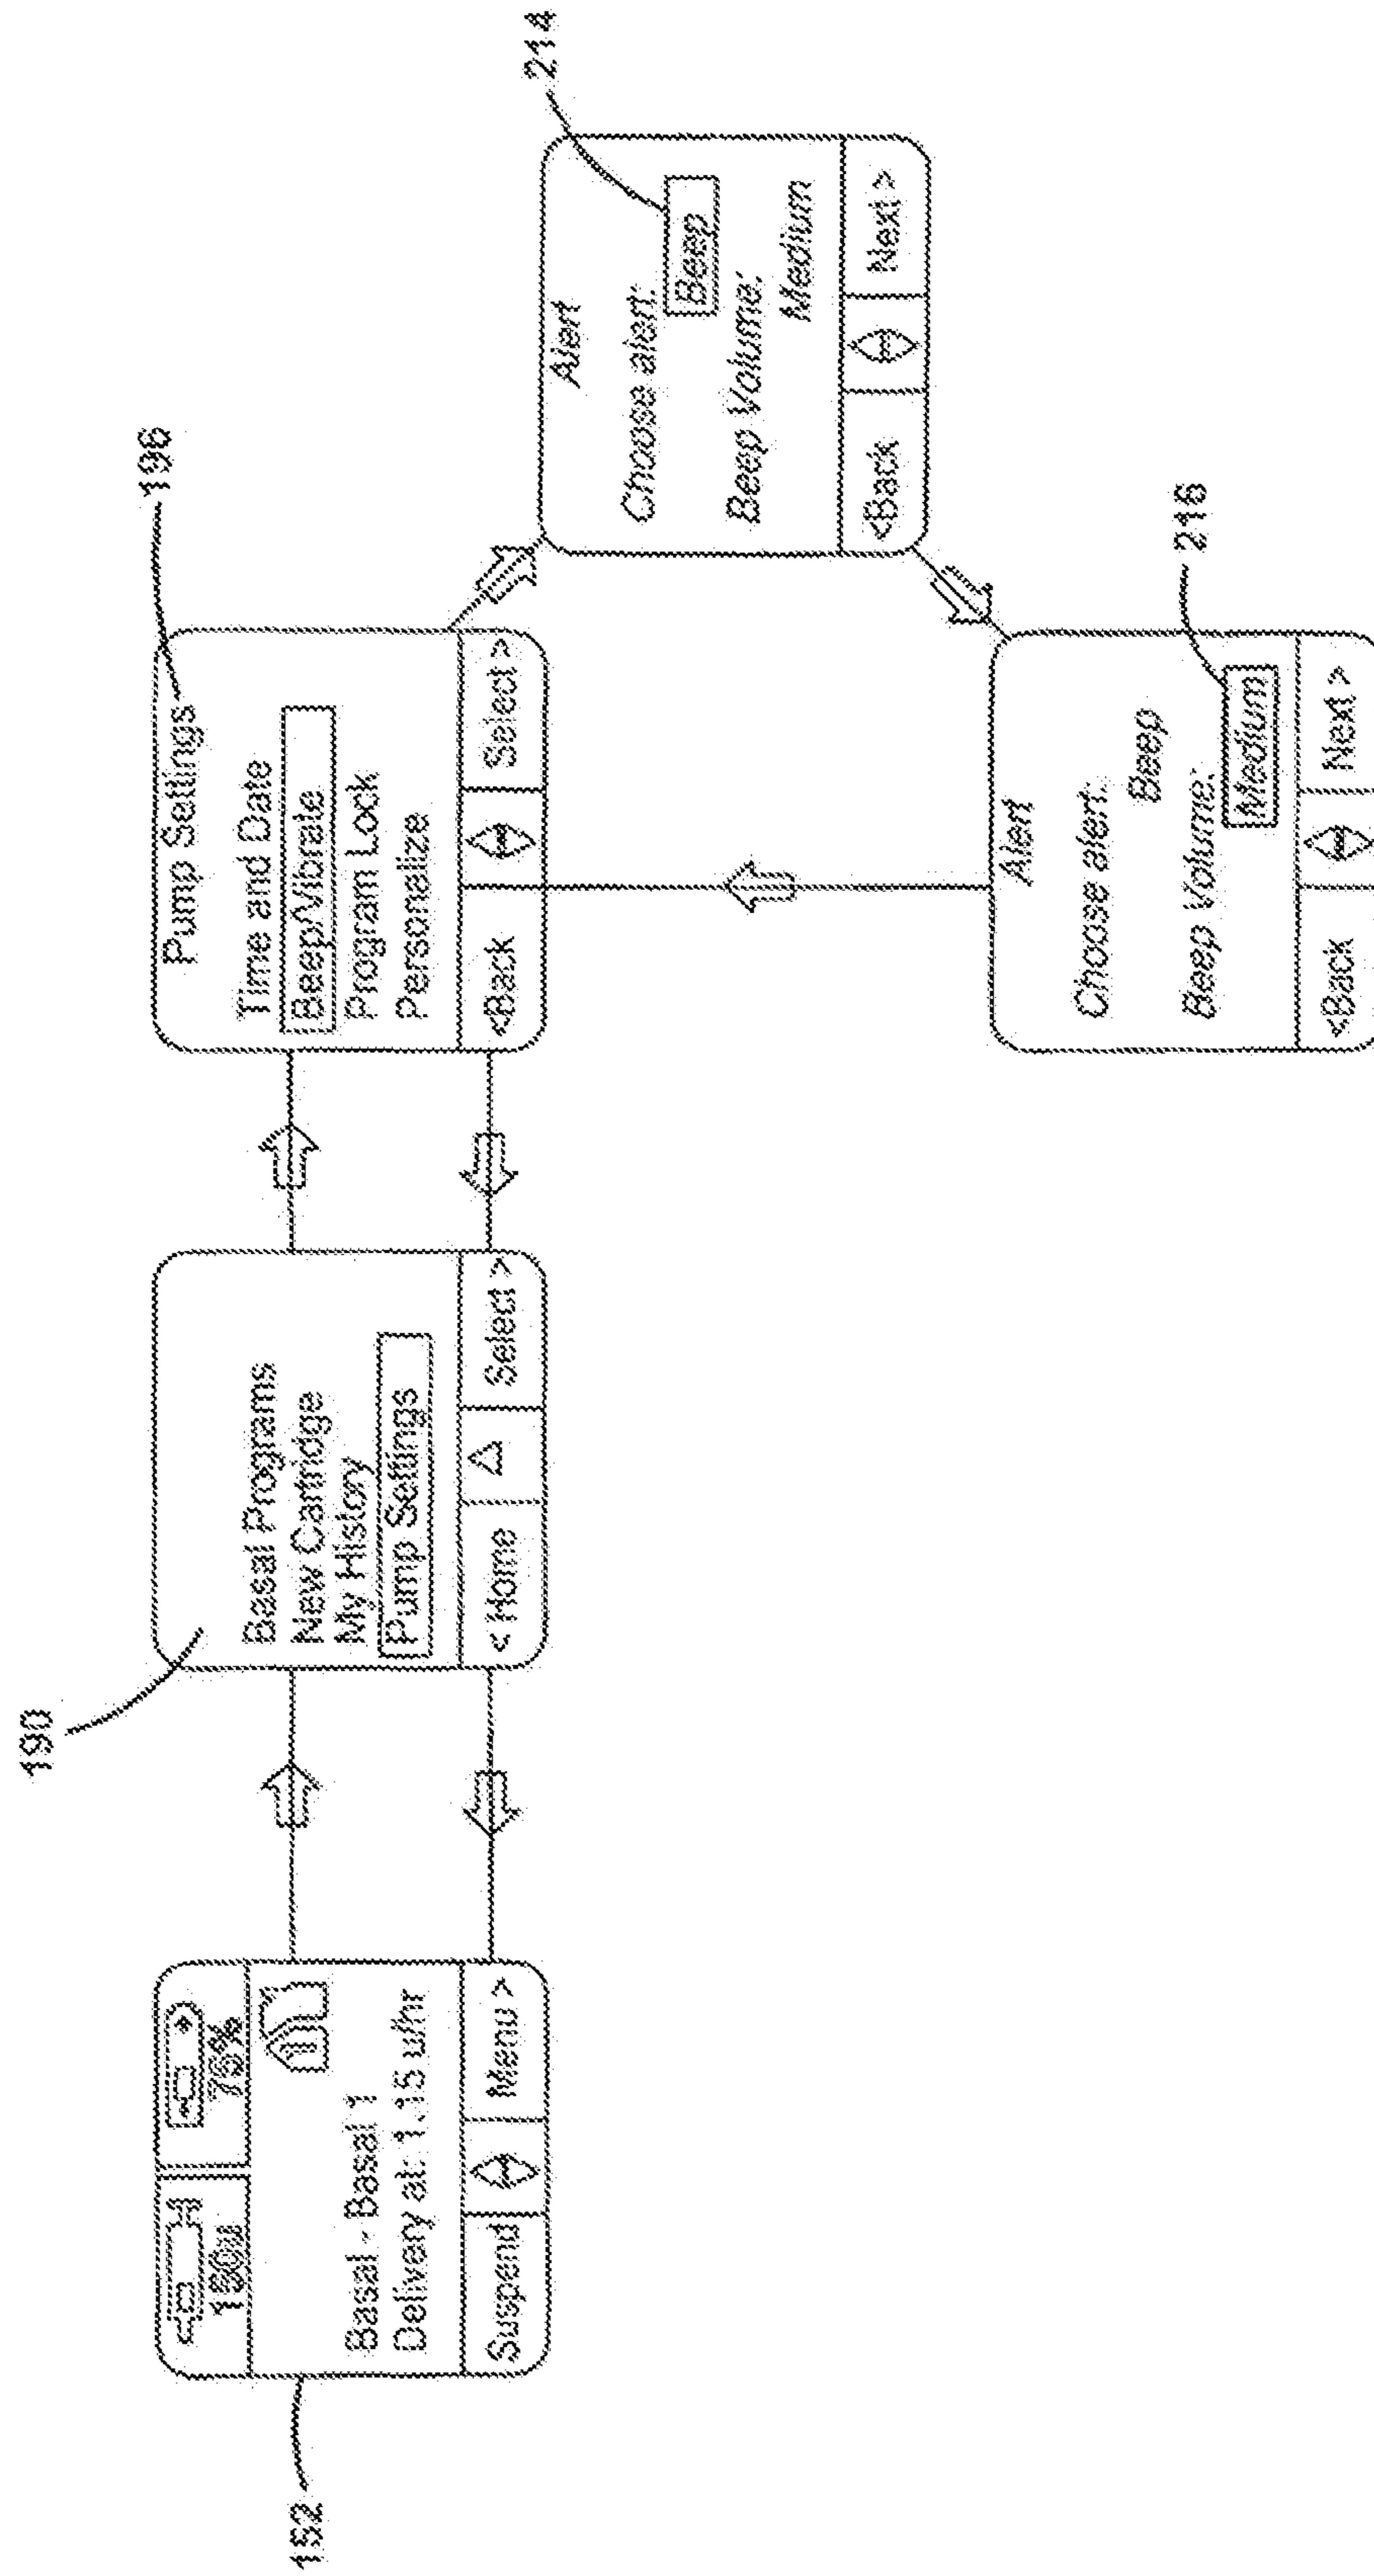 152
150u
75%
Basal - Basal 1
Delivery at: 1.15 u/hr
Suspend
Menu >
190
Basal Programs
New Cartridge
My History
Pump Settings
< Home
Select >
196
Pump Settings
Time and Date
Beep/Vibrate
Program Lock
Personalize
<Back
Select >
214
Alert
Choose alert:
Beep
Beep Volume:
Medium
<Back
Next >
216
Alert
Choose alert:
Beep
Beep Volume:
Medium
<Back
Next >